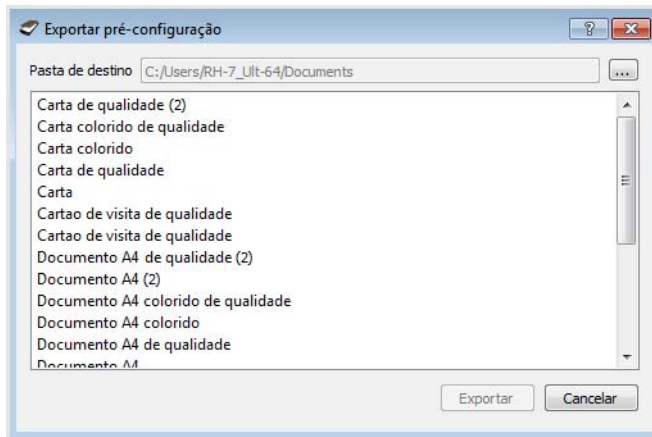 Exportar pré-configuração
Pasta de destino C:/Users/RH-7_Ult-64/Documents ...
Carta de qualidade (2)
Carta colorido de qualidade
Carta colorido
Carta de qualidade
Carta
Cartao de visita de qualidade
Cartao de visita de qualidade
Documento A4 de qualidade (2)
Documento A4 (2)
Documento A4 colorido de qualidade
Documento A4 colorido
Documento A4 de qualidade
Documento A4
Exportar Cancelar